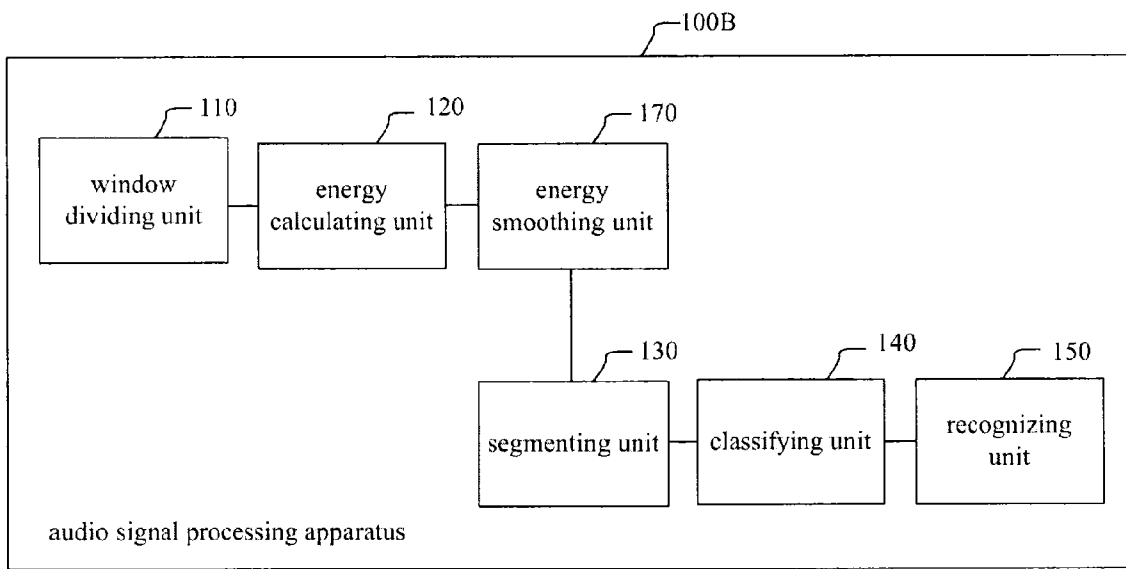 100B
110
120
170
window
dividing unit
energy
calculating unit
energy
smoothing unit
130
140
150
segmenting unit
classifying unit
recognizing
unit
audio signal processing apparatus